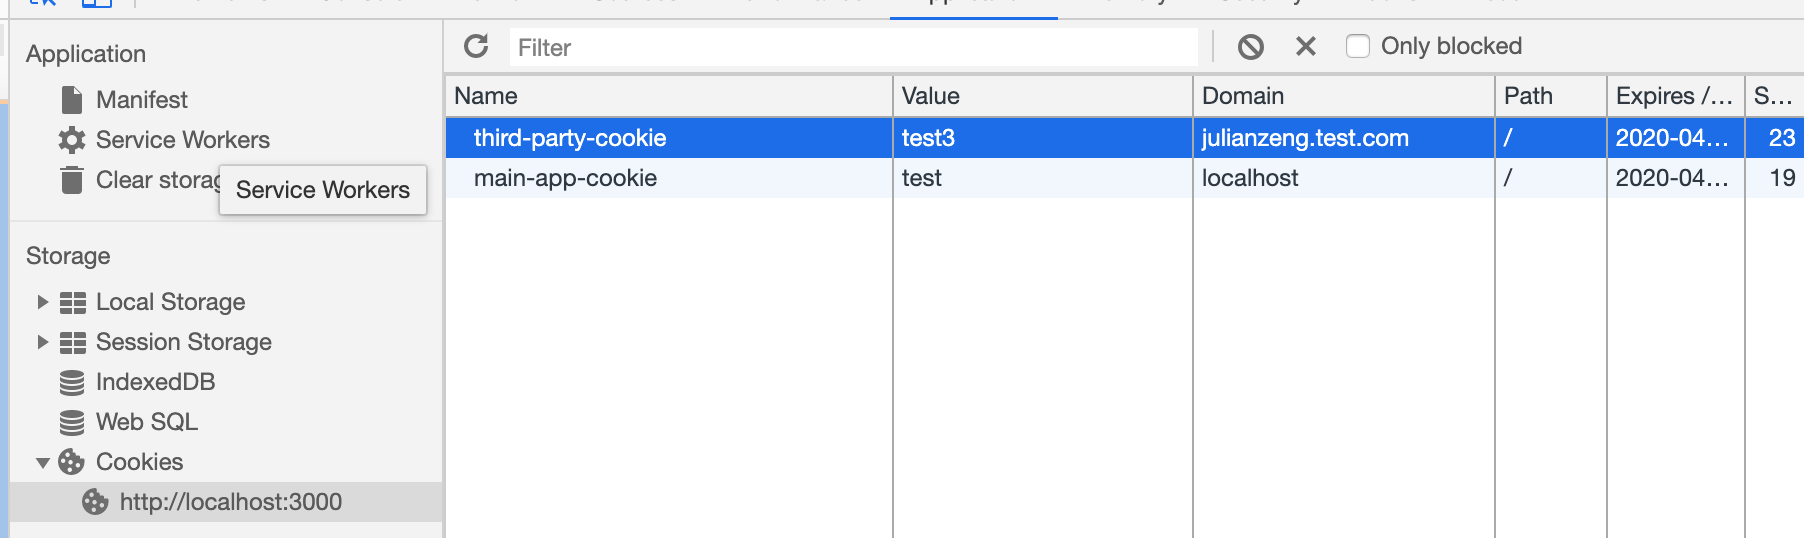 Application
Manifest
Service Workers
Clear storag
Service Workers
Storage
Local Storage
Session Storage
IndexedDB
Web SQL
Cookies
http://localhost:3000
Filter
Only blocked
Name Value Domain Path Expires /... S...
third-party-cookie test3 julianzeng.test.com / 2020-04... 23
main-app-cookie test localhost / 2020-04... 19